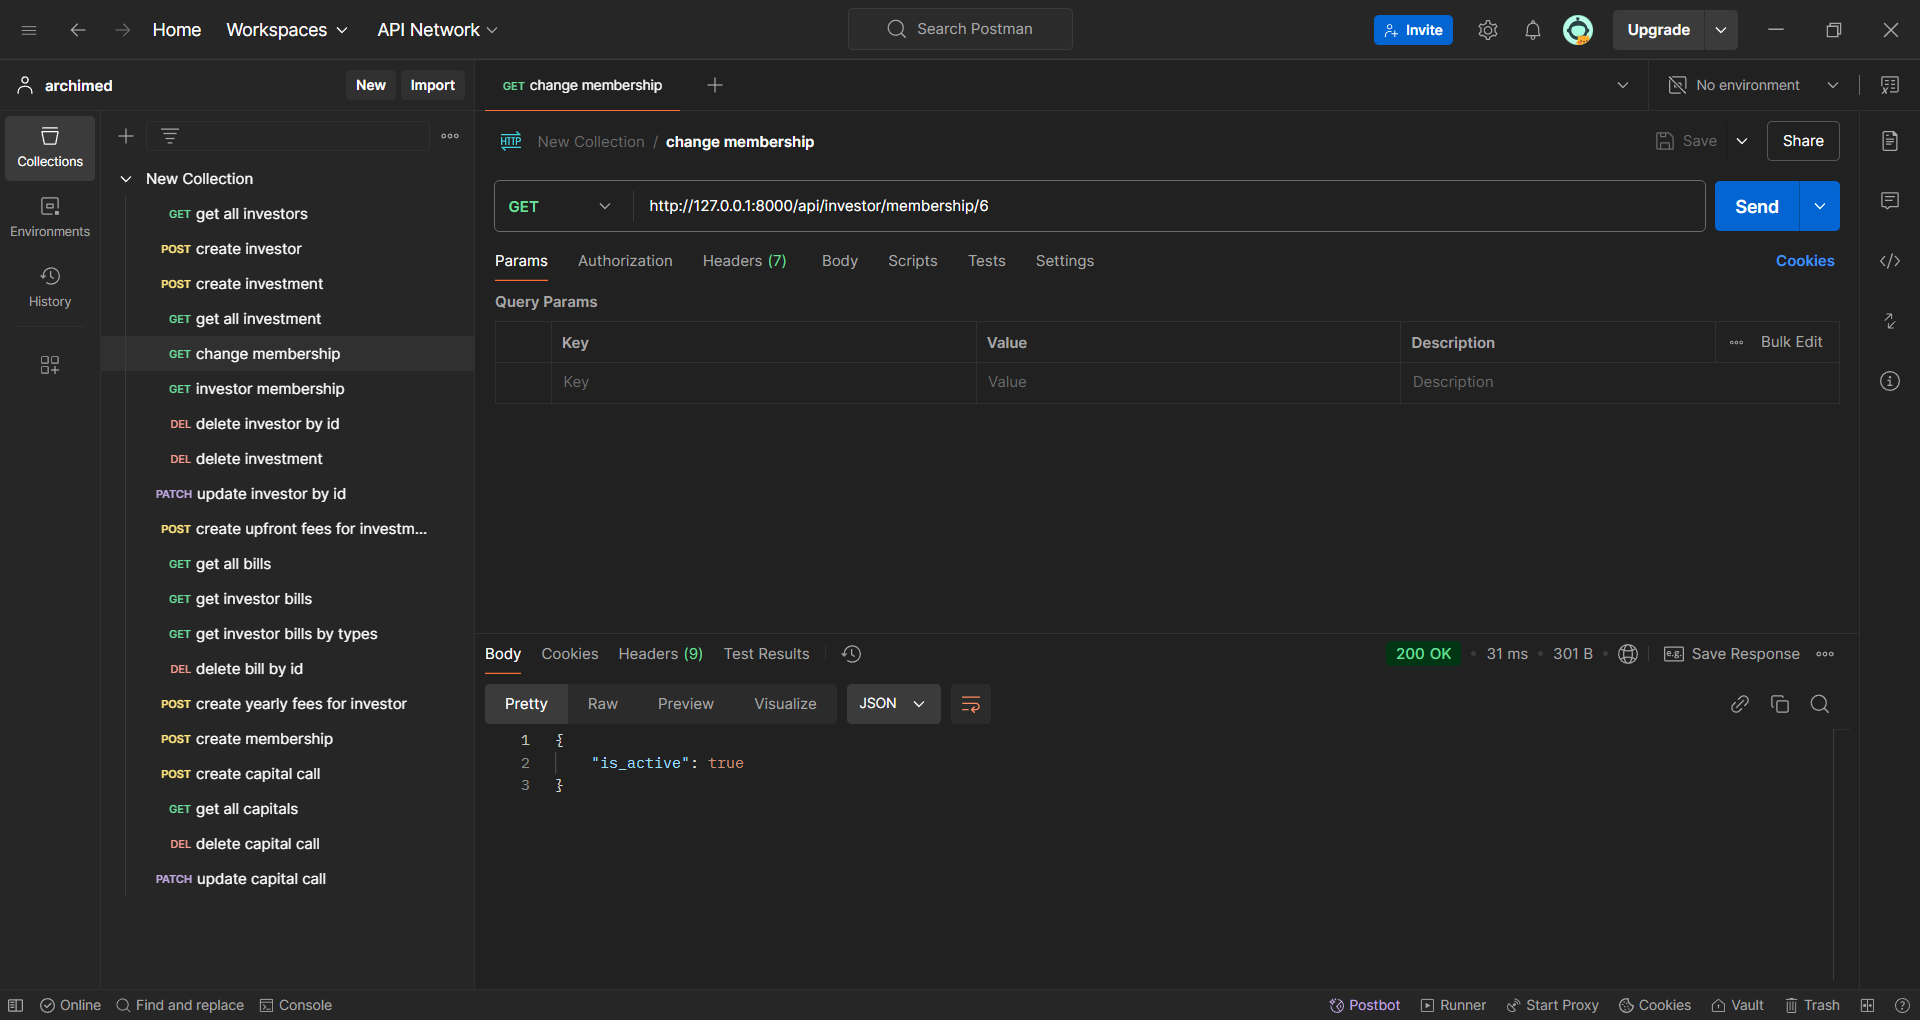 Home Workspaces API Network Search Postman Invite Upgrade
archimed New Import GET change membership No environment
Collections
Environments
History
New Collection
GET get all investors
POST create investor
POST create investment
GET get all investment
GET change membership
GET investor membership
DEL delete investor by id
DEL delete investment
PATCH update investor by id
POST create upfront fees for investm...
GET get all bills
GET get investor bills
GET get investor bills by types
DEL delete bill by id
POST create yearly fees for investor
POST create membership
POST create capital call
GET get all capitals
DEL delete capital call
PATCH update capital call
HTTP New Collection / change membership Save Share
GET http://127.0.0.1:8000/api/investor/membership/6 Send
Params Authorization Headers (7) Body Scripts Tests Settings Cookies
Query Params
Key Value Description Bulk Edit
Key Value Description
Body Cookies Headers (9) Test Results 200 OK • 31 ms • 301 B • e.g. Save Response
Pretty Raw Preview Visualize JSON
1 {
2 "is_active": true
3 }
Online Find and replace Console Postbot Runner Start Proxy Cookies Vault Trash